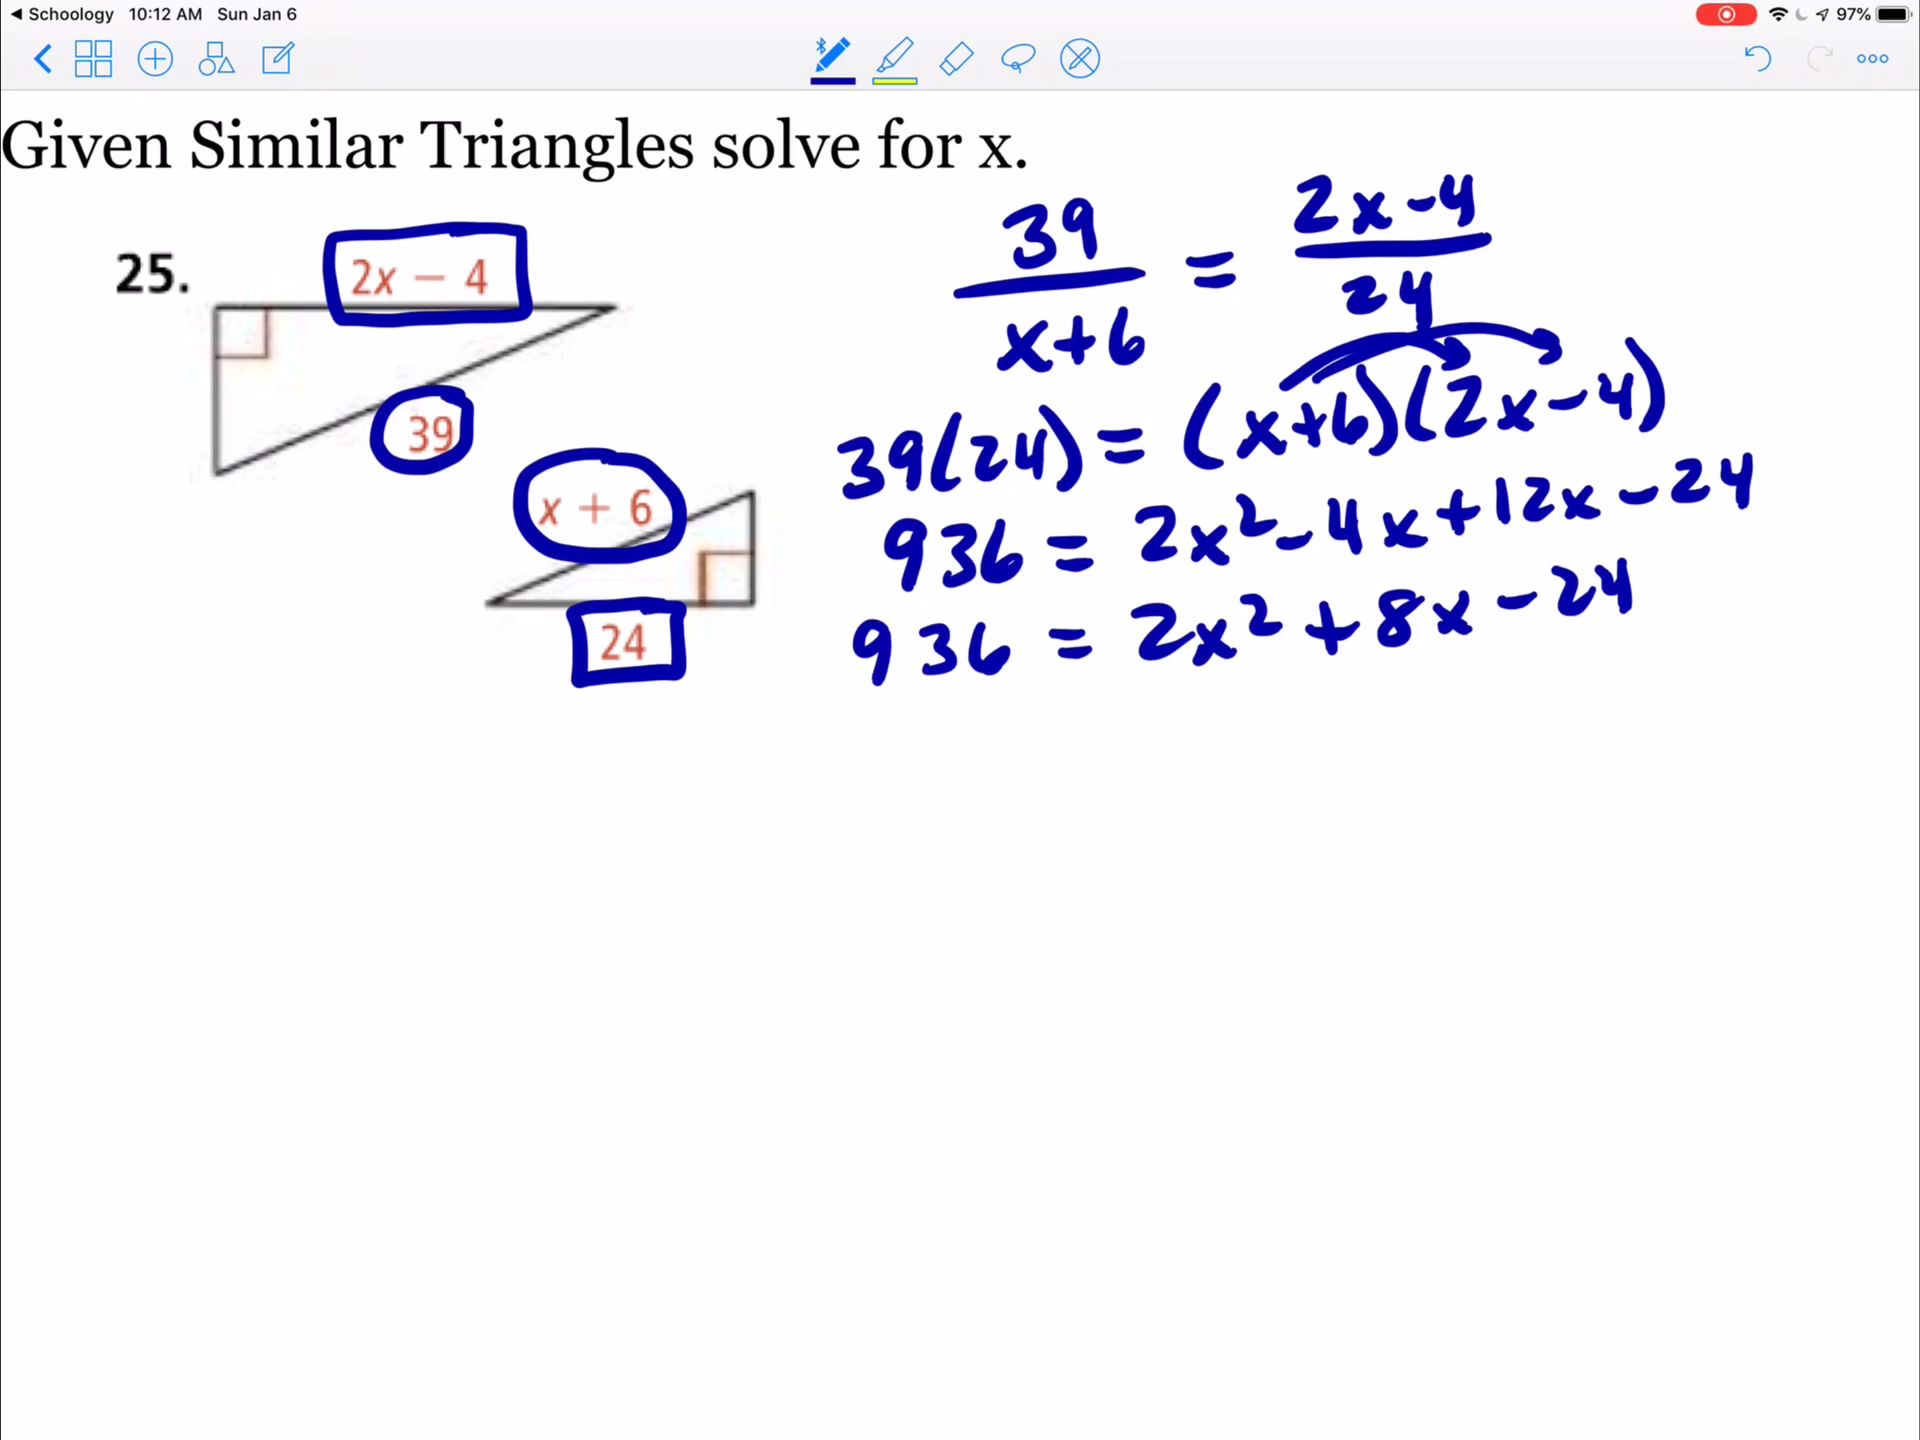 Schoology 10:12 AM Sun Jan 6 97%
Given Similar Triangles solve for x.
25.
2x − 4
39
x + 6
24
39/x+6 = 2x-4/24
39(24) = (x+6)(2x-4)
936 = 2x² - 4x + 12x - 24
936 = 2x² + 8x - 24